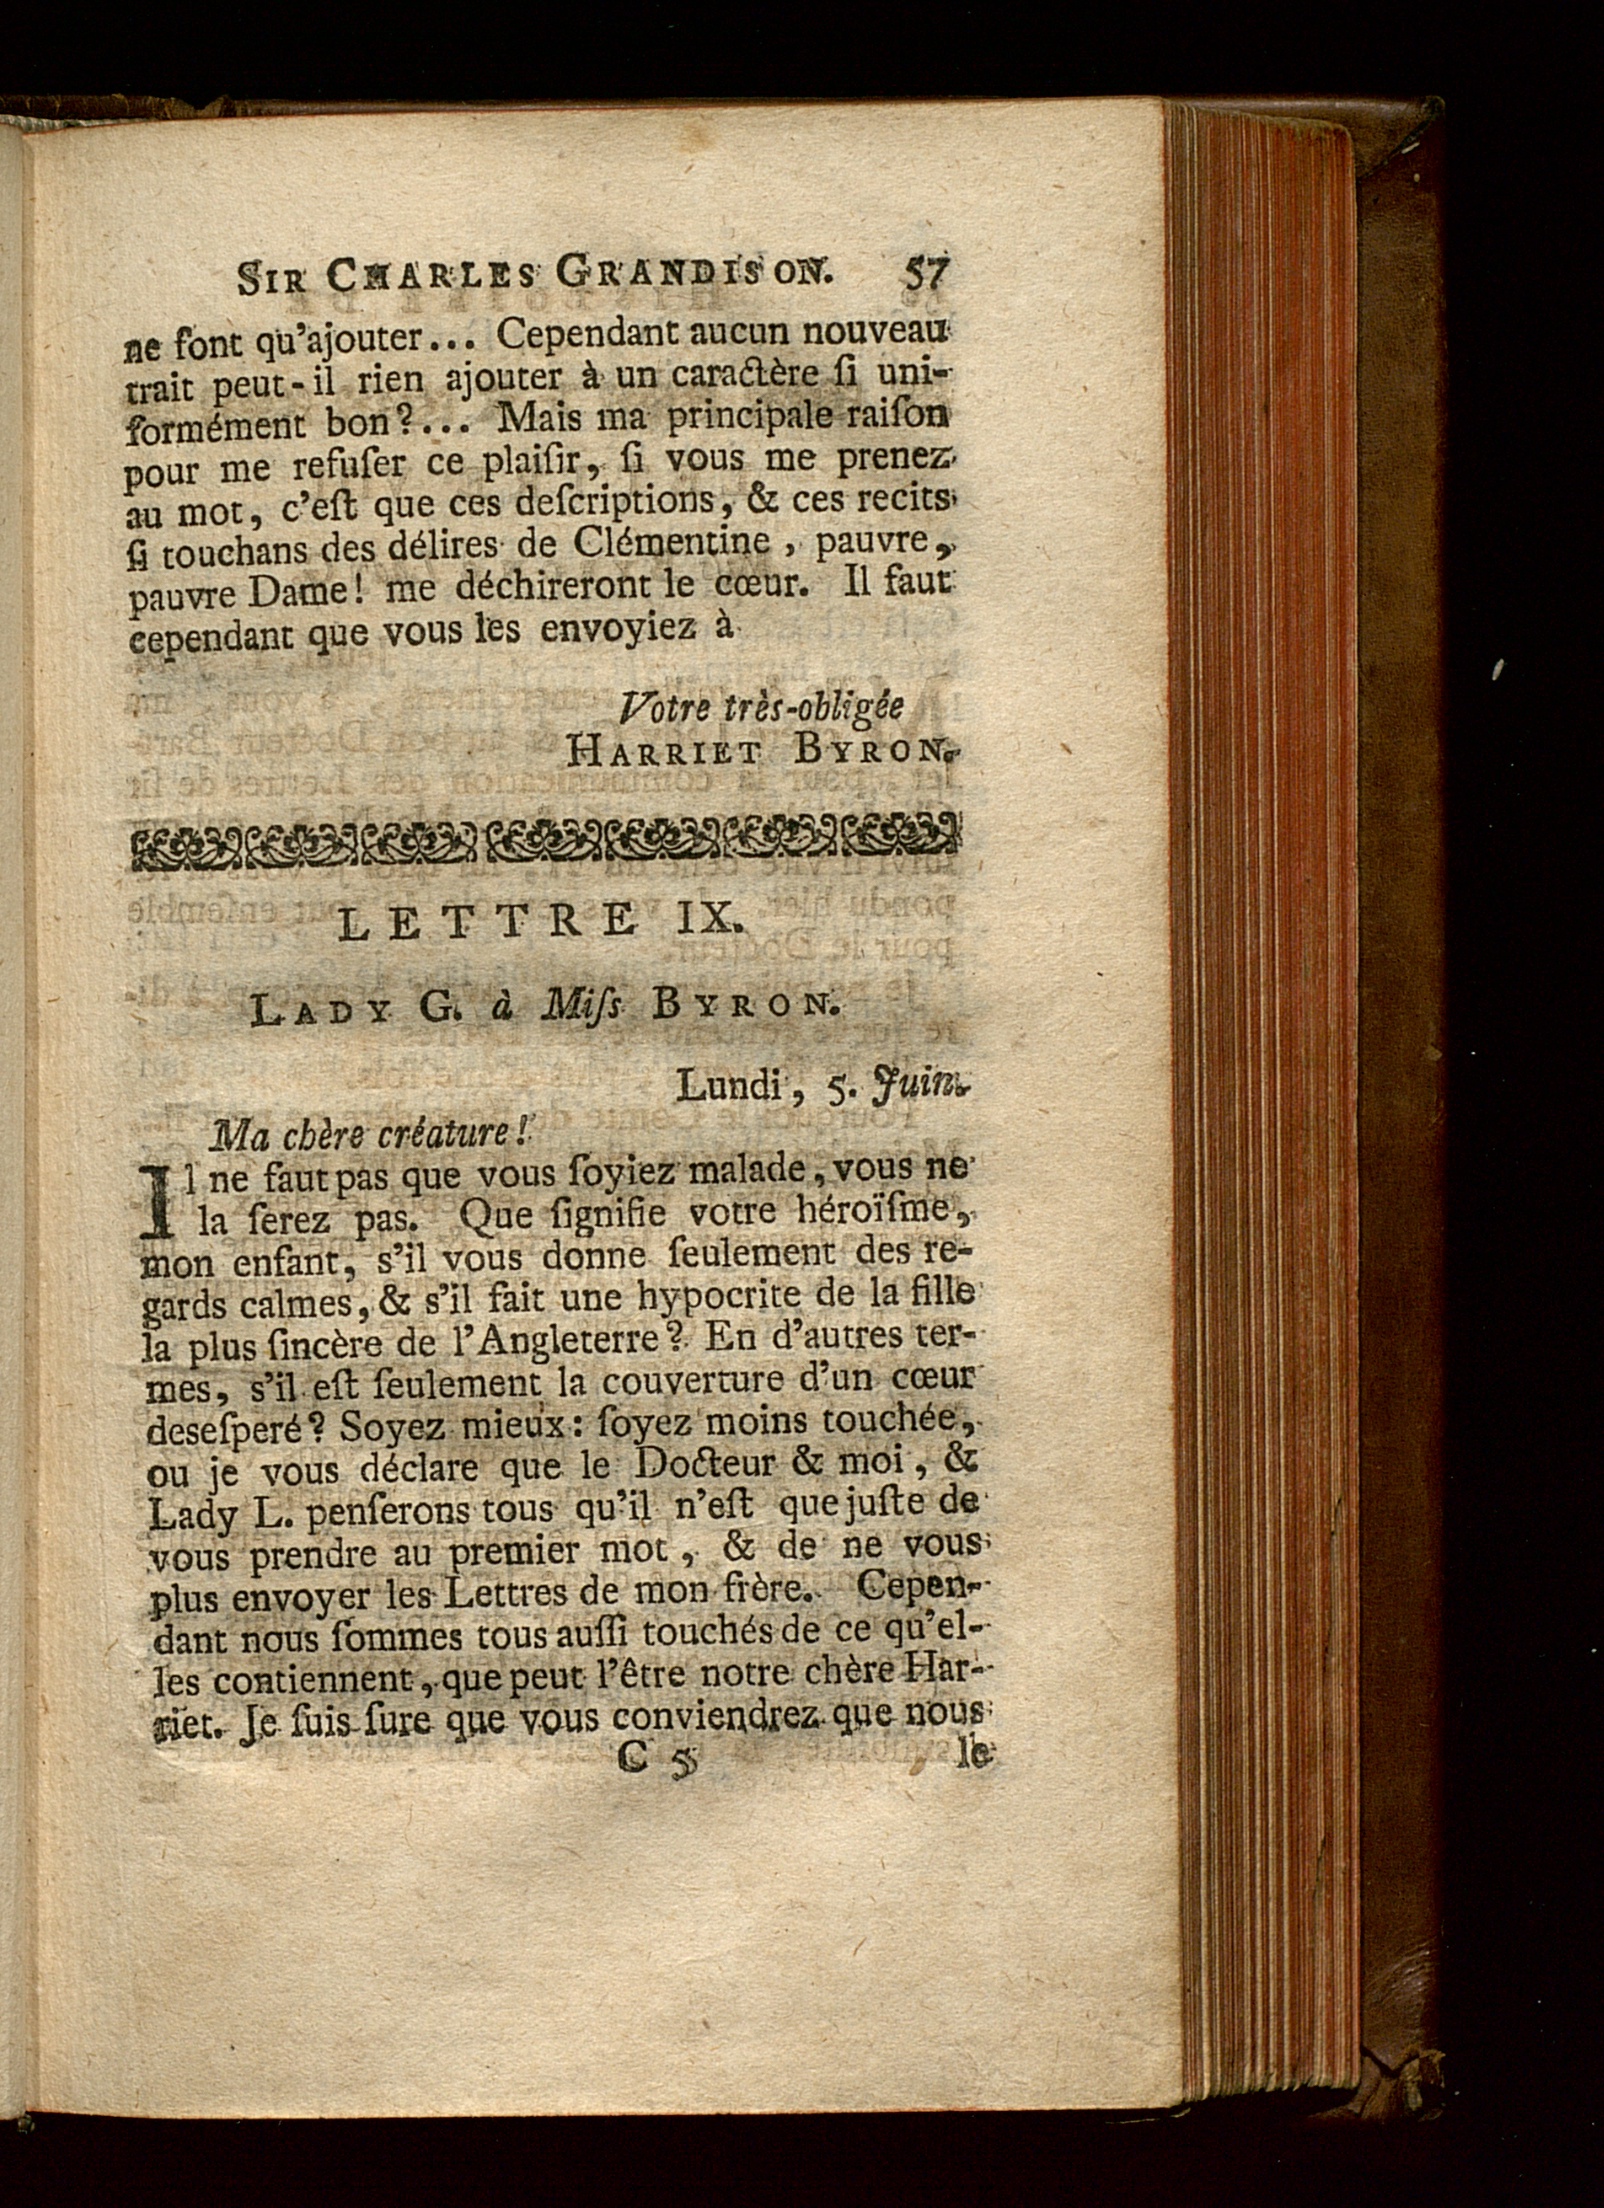 SIR CHARLES GRANDISON. 57
ne font qu'ajouter... Cependant aucun nouveau
trait peut-il rien ajouter à un caractère ſi uni-
formément bon?... Mais ma principale raiſon
pour me refuſer ce plaiſir, ſi vous me prenez
au mot, c'eſt que ces deſcriptions, & ces recits
ſi touchans des délires de Clémentine, pauvre,
pauvre Dame! me déchireront le cœur. Il faut
cependant que vous les envoyiez à
Votre très-obligée
HARRIET BYRON.
LETTRE IX.
LADY G. à Miſs BYRON.
Lundi, 5. Juin.
Ma chère créature!
Il ne faut pas que vous ſoyiez malade, vous ne
la ſerez pas. Que ſignifie votre héroïſme,
mon enfant, s'il vous donne ſeulement des re-
gards calmes, & s'il fait une hypocrite de la fille
la plus ſincère de l'Angleterre? En d'autres ter-
mes, s'il eſt ſeulement la couverture d'un cœur
deseſperé? Soyez mieux: ſoyez moins touchée,
ou je vous déclare que le Docteur & moi, &
Lady L. penſerons tous qu'il n'eſt que juſte de
vous prendre au premier mot, & de ne vous
plus envoyer les Lettres de mon frère. Cepen-
dant nous ſommes tous auſſi touchés de ce qu'el-
les contiennent, que peut l'être notre chère Har-
riet. Je ſuis ſure que vous conviendrez que nous
C 5 le